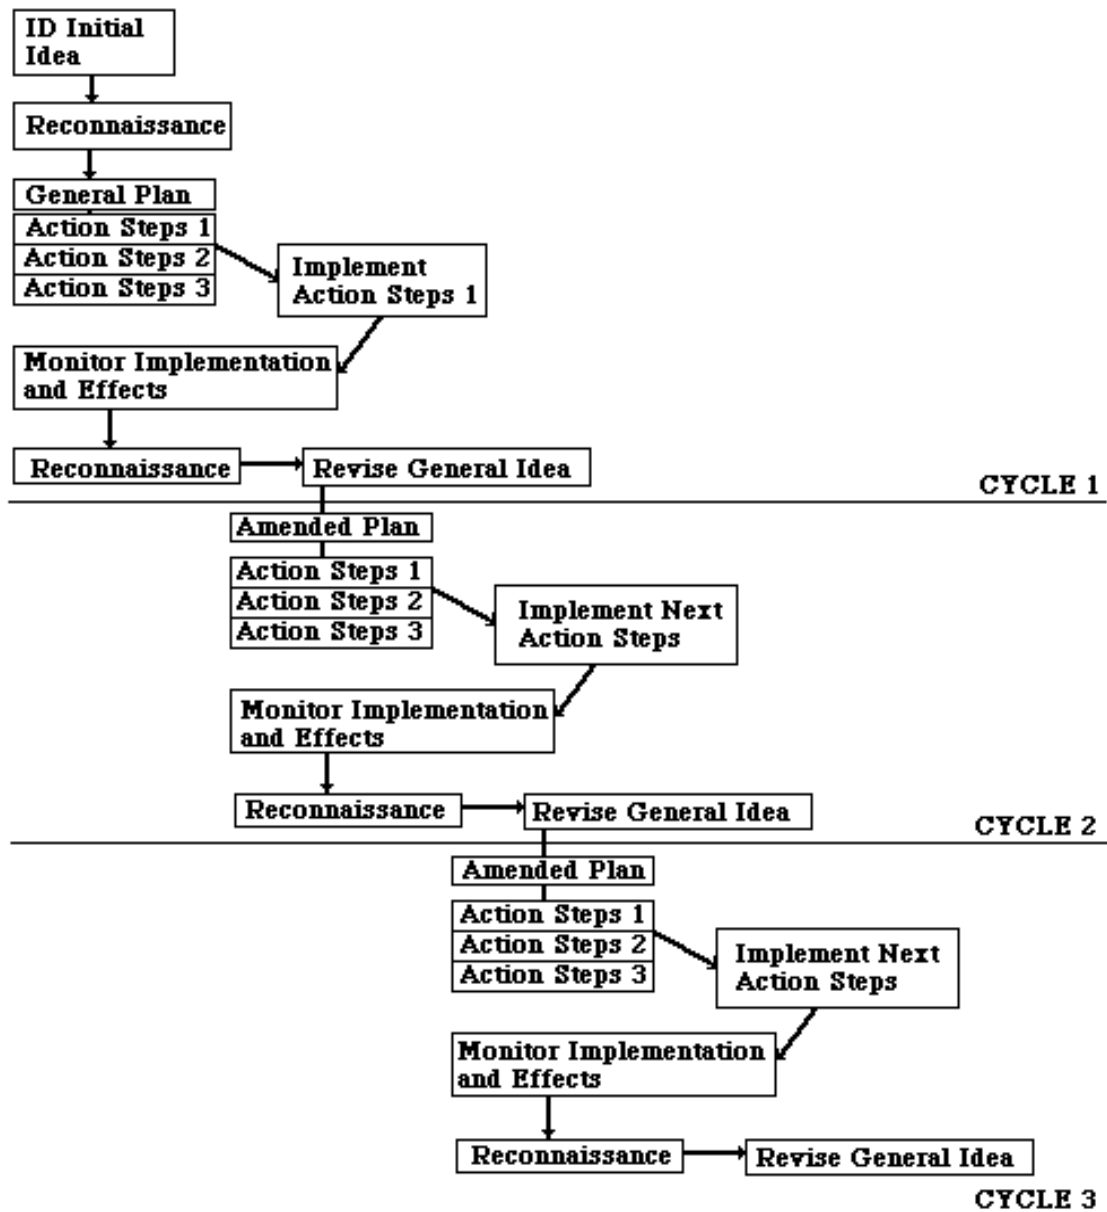 ID Initial
Idea
Reconnaissance
General Plan
Action Steps 1
Action Steps 2
Action Steps 3
Implement
Action Steps 1
Monitor Implementation
and Effects
Reconnaissance
Revise General Idea
CYCLE 1
Amended Plan
Action Steps 1
Action Steps 2
Action Steps 3
Implement Next
Action Steps
Monitor Implementation
and Effects
Reconnaissance
Revise General Idea
CYCLE 2
Amended Plan
Action Steps 1
Action Steps 2
Action Steps 3
Implement Next
Action Steps
Monitor Implementation
and Effects
Reconnaissance
Revise General Idea
CYCLE 3